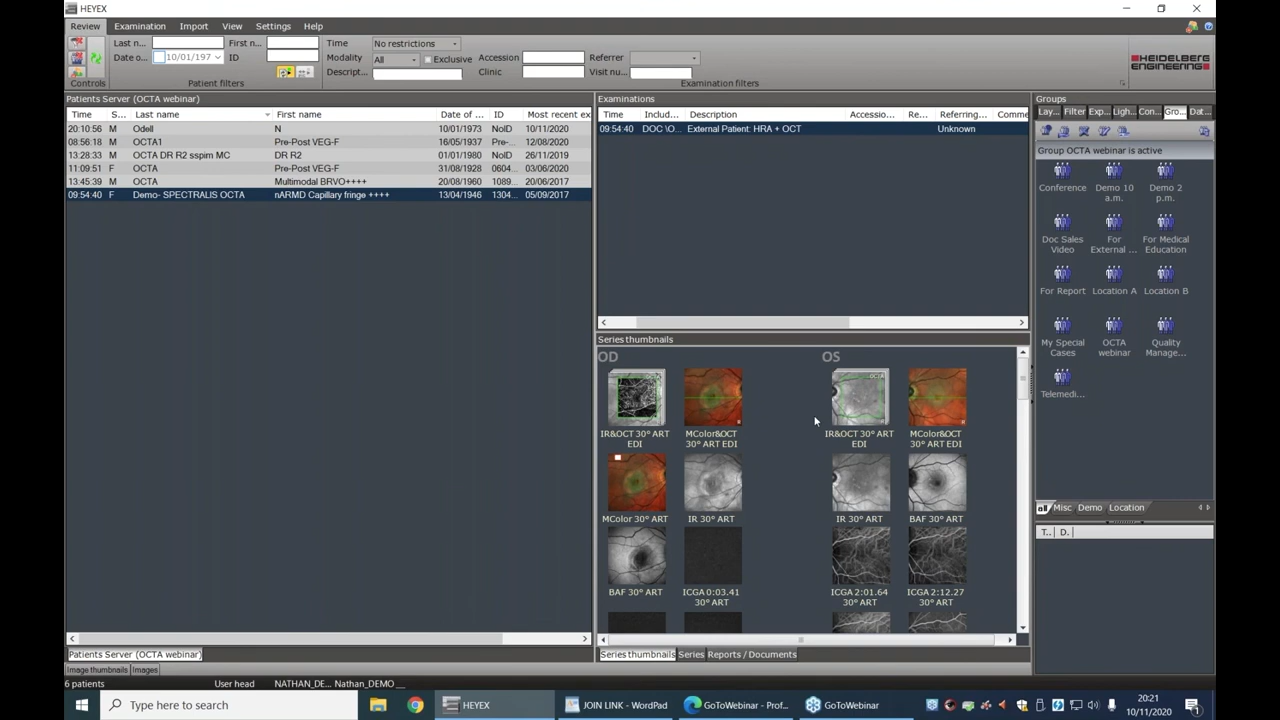 HEYEX
Review Examination Import View Settings Help
Last n... First n... Time No restrictions
Date o... 10/01/197 ID Modality All Exclusive Accession Referrer
Descript... Clinic Visit nu...
Controls Patient filters Examination filters
HEIDELBERG ENGINEERING
Patients Server (OCTA webinar)
Time S... Last name First name Date of ... ID Most recent ex
20:10:56 M Odell N 10/01/1973 NoID 10/11/2020
08:56:18 M OCTA1 Pre-Post VEG-F 16/05/1937 Pre-... 12/08/2020
13:28:33 M OCTA DR R2 sspim MC DR R2 01/01/1980 NoID 26/11/2019
11:09:51 F OCTA Pre-Post VEG-F 31/08/1928 0604... 03/06/2020
13:45:39 M OCTA Multimodal BRVO++++ 20/08/1960 1089... 20/06/2017
09:54:40 F Demo- SPECTRALIS OCTA nARMD Capillary fringe ++++ 13/04/1946 1304... 05/09/2017
Examinations
Time Includ... Description Accessio... Re... Referring... Comme
09:54:40 DOC \O... External Patient: HRA + OCT Unknown
Series thumbnails
OD OS
IR&OCT 30° ART EDI
MColor&OCT 30° ART EDI
IR&OCT 30° ART EDI
MColor&OCT 30° ART EDI
MColor 30° ART IR 30° ART IR 30° ART BAF 30° ART
BAF 30° ART
ICGA 0:03.41 30° ART
ICGA 2:01.64 30° ART
ICGA 2:12.27 30° ART
Series thumbnails Series Reports / Documents
Groups
Lay... Filter Exp... Ligh... Con... Gro... Dat...
Group OCTA webinar is active
Conference
Demo 10 a.m.
Demo 2 p.m.
Doc Sales Video
For External ...
For Medical Education
For Report Location A Location B
My Special Cases
OCTA webinar
Quality Manage...
Telemedi...
all Misc Demo Location
T... D.
Patients Server (OCTA webinar)
Image thumbnails Images
6 patients User head NATHAN_DE... Nathan_DEMO __
Type here to search HEYEX JOIN LINK - WordPad GoToWebinar - Prof... GoToWebinar
20:21
10/11/2020
1